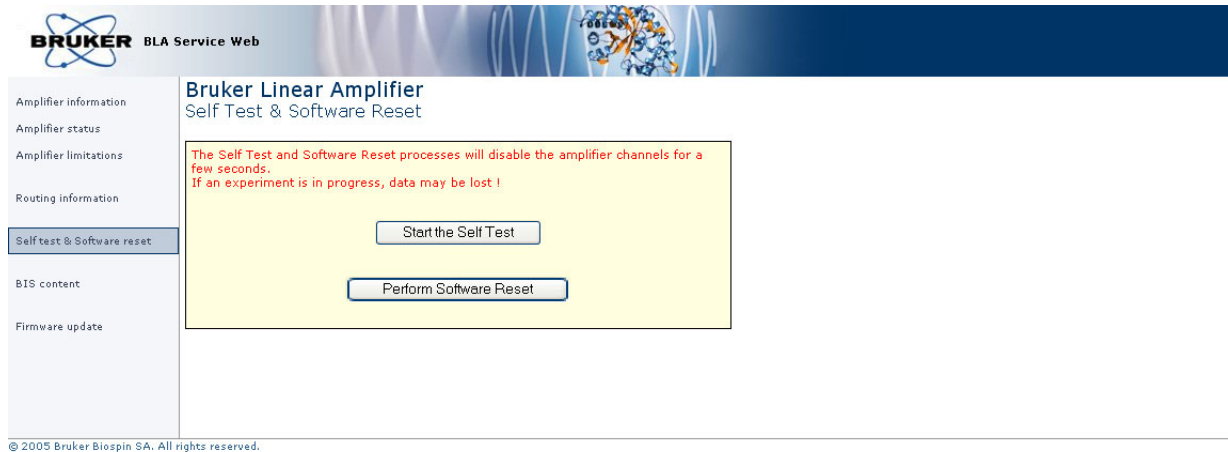 BRUKER BLA Service Web
Amplifier information
Amplifier status
Amplifier limitations
Routing information
Self test & Software reset
BIS content
Firmware update
Bruker Linear Amplifier
Self Test & Software Reset
The Self Test and Software Reset processes will disable the amplifier channels for a
few seconds.
If an experiment is in progress, data may be lost !
Start the Self Test
Perform Software Reset
© 2005 Bruker Biospin SA. All rights reserved.